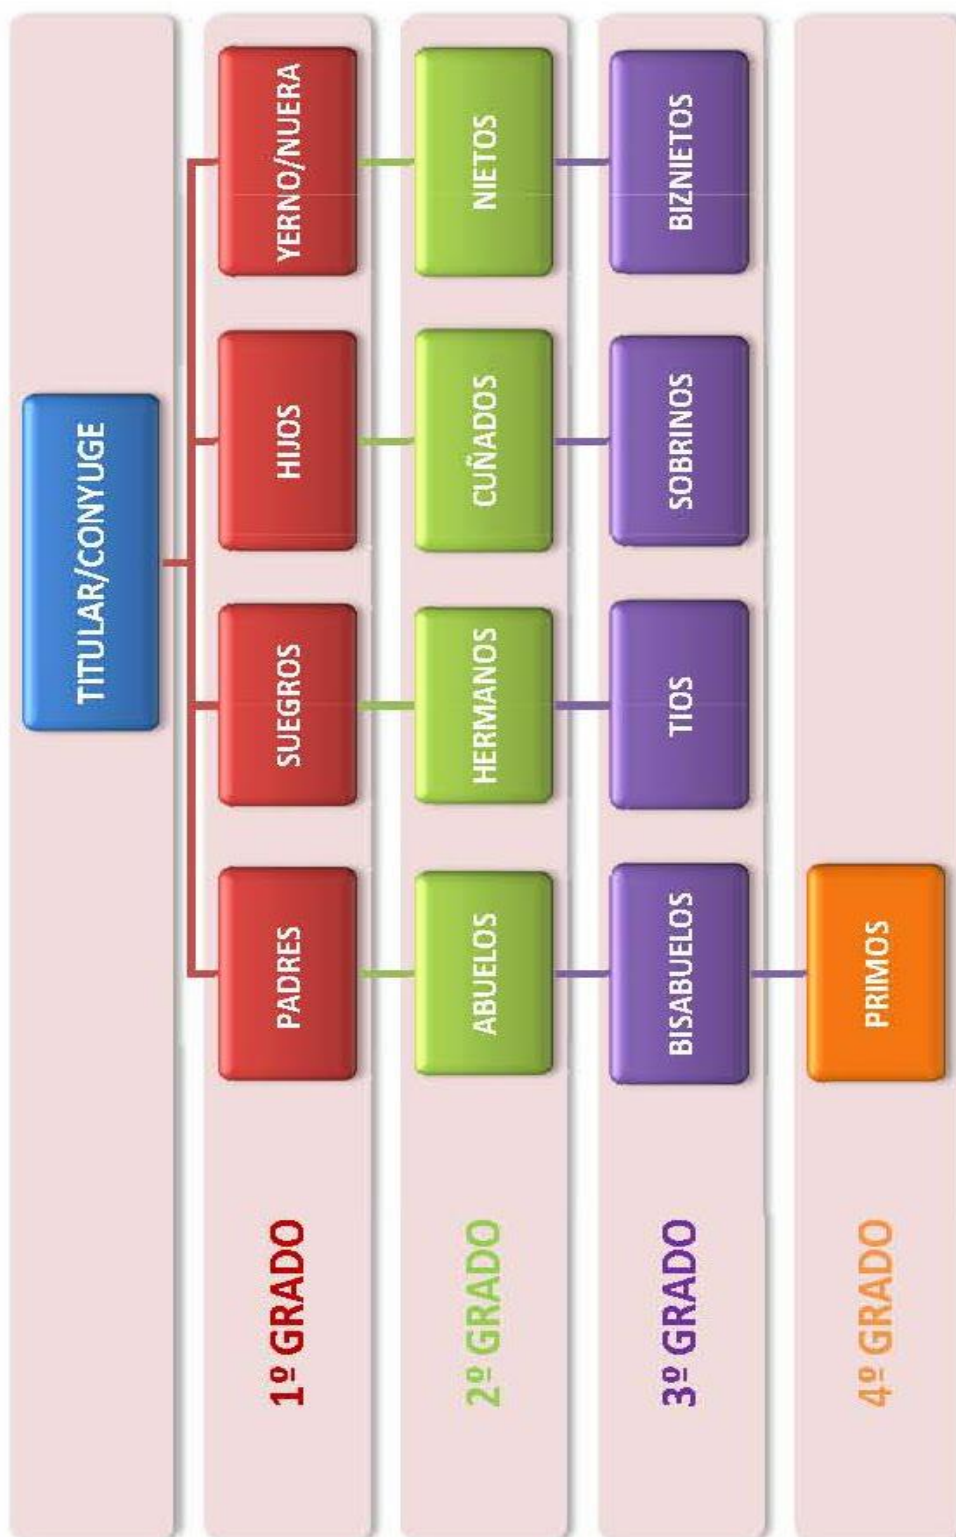 TITULAR/CONYUGE
1º GRADO
PADRES
SUEGROS
HIJOS
YERNO/NUERA
2º GRADO
ABUELOS
HERMANOS
CUÑADOS
NIETOS
3º GRADO
BISABUELOS
TIOS
SOBRINOS
BIZNIETOS
4º GRADO
PRIMOS